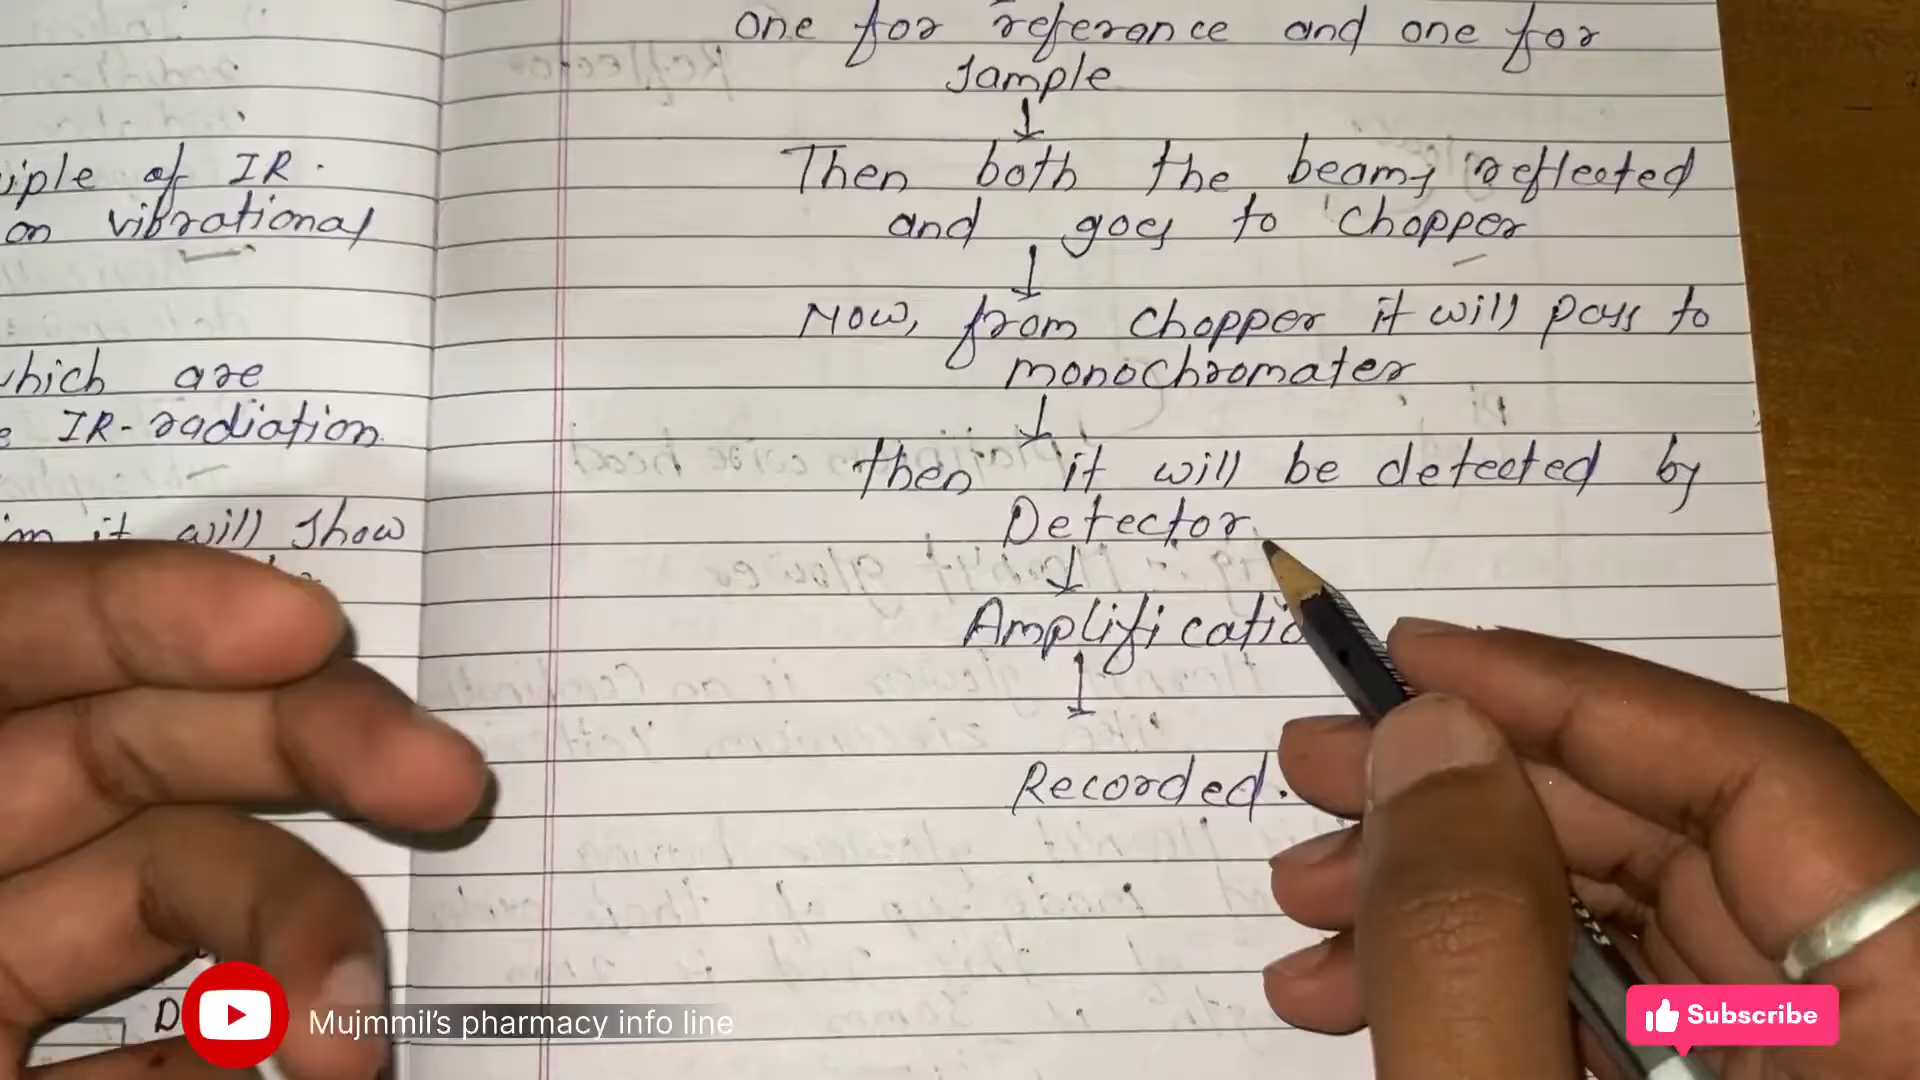 one for reference and one for
sample
Then both the beams reflected
and goes to chopper
Now, from chopper it will pass to
monochromater
then it will be detected by
Detector.
Amplificatio
Recorded.
iple of IR.
on vibrational
which are
IR-radiation
it will show
D
Mujmmil's pharmacy info line
Subscribe